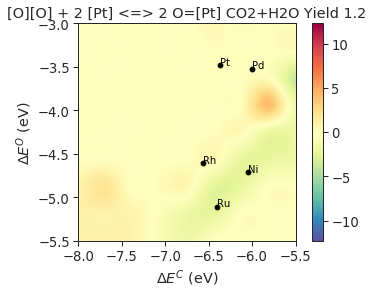 [O][O] + 2 [Pt] <=> 2 O=[Pt] CO2+H2O Yield 1.2
−3.0
−3.5
−4.0
−4.5
−5.0
−5.5
ΔE^O (eV)
Pt
Pd
Rh
Ni
Ru
−8.0 −7.5 −7.0 −6.5 −6.0 −5.5
ΔE^C (eV)
10
5
0
−5
−10